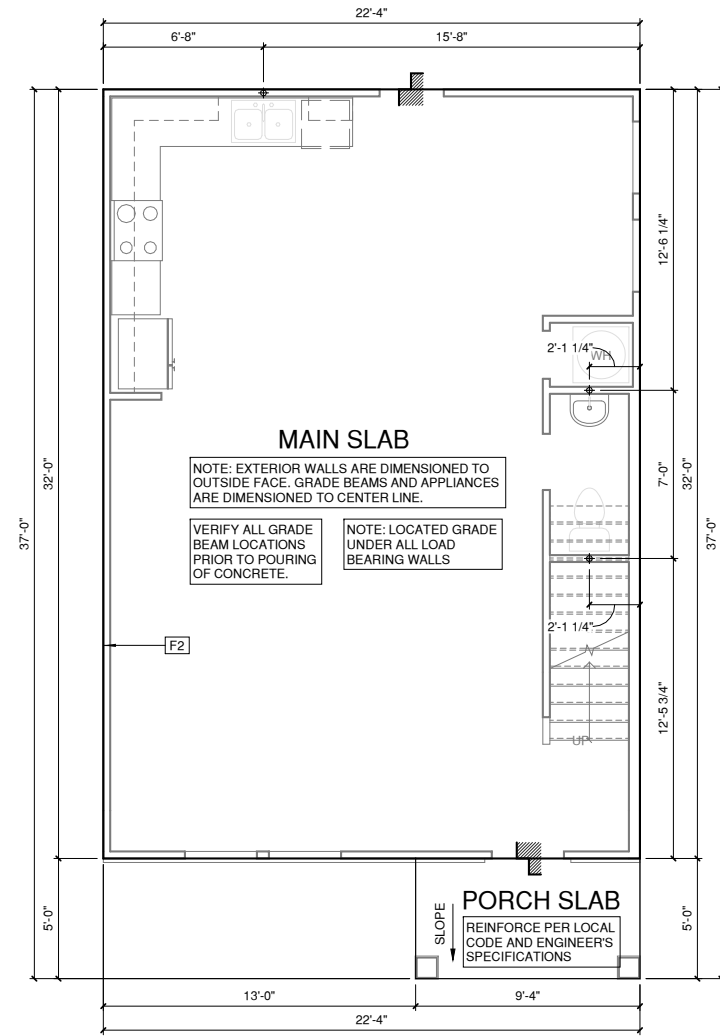 22'-4"
6'-8"
15'-8"
12'-6 1/4"
2'-1 1/4"
WH
MAIN SLAB
NOTE: EXTERIOR WALLS ARE DIMENSIONED TO
OUTSIDE FACE. GRADE BEAMS AND APPLIANCES
ARE DIMENSIONED TO CENTER LINE.
VERIFY ALL GRADE
BEAM LOCATIONS
PRIOR TO POURING
OF CONCRETE.
NOTE: LOCATED GRADE
UNDER ALL LOAD
BEARING WALLS
37'-0"
32'-0"
7'-0"
32'-0"
37'-0"
2'-1 1/4"
F2
12'-5 3/4"
UP
PORCH SLAB
REINFORCE PER LOCAL
CODE AND ENGINEER'S
SPECIFICATIONS
SLOPE
5'-0"
5'-0"
13'-0"
9'-4"
22'-4"